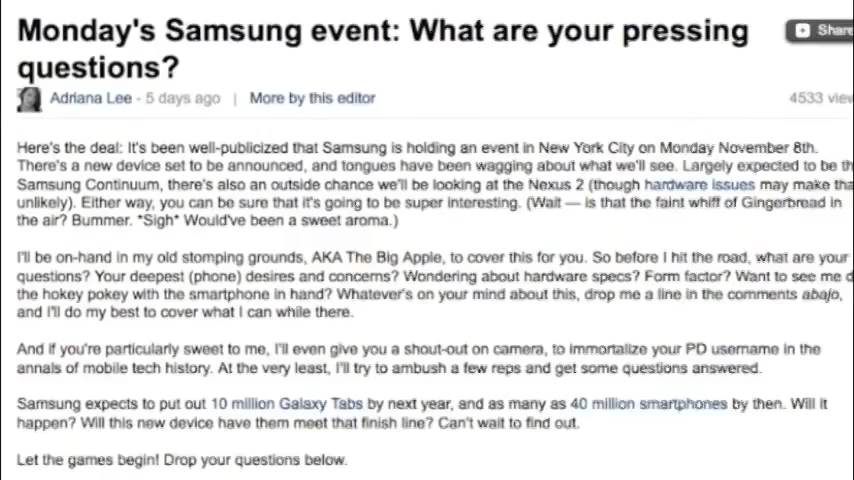 Monday's Samsung event: What are your pressing
questions?
Share
Adriana Lee - 5 days ago | More by this editor
4533
Here's the deal: It's been well-publicized that Samsung is holding an event in New York City on Monday November 8th.
There's a new device set to be announced, and tongues have been wagging about what we'll see. Largely expected to be
Samsung Continuum, there's also an outside chance we'll be looking at the Nexus 2 (though hardware issues may make
unlikely). Either way, you can be sure that it's going to be super interesting. (Wait — is that the faint whiff of Gingerbread in
the air? Bummer. *Sigh* Would've been a sweet aroma.)
I'll be on-hand in my old stomping grounds, AKA The Big Apple, to cover this for you. So before I hit the road, what are your
questions? Your deepest (phone) desires and concerns? Wondering about hardware specs? Form factor? Want to see me
the hokey pokey with the smartphone in hand? Whatever's on your mind about this, drop me a line in the comments abajo,
and I'll do my best to cover what I can while there.
And if you're particularly sweet to me, I'll even give you a shout-out on camera, to immortalize your PD username in the
annals of mobile tech history. At the very least, I'll try to ambush a few reps and get some questions answered.
Samsung expects to put out 10 million Galaxy Tabs by next year, and as many as 40 million smartphones by then. Will it
happen? Will this new device have them meet that finish line? Can't wait to find out.
Let the games begin! Drop your questions below.